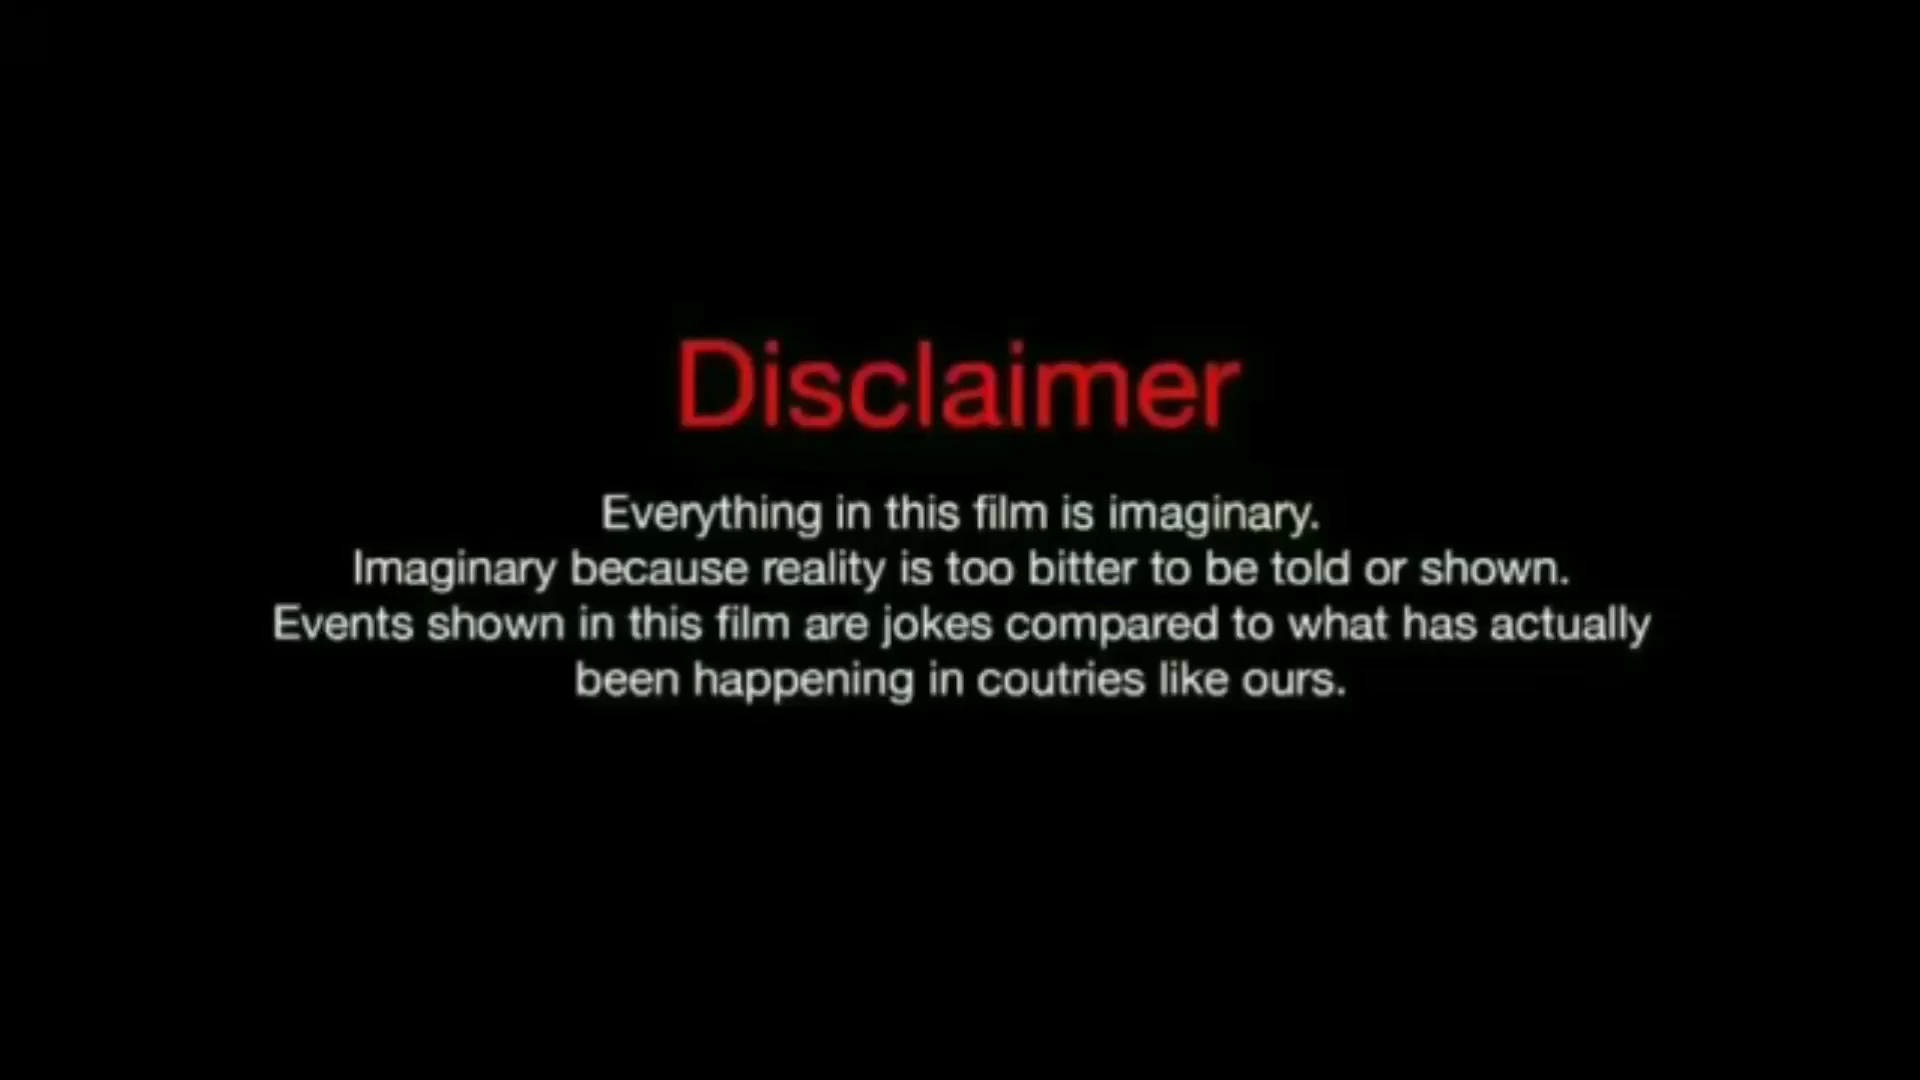 Disclaimer
Everything in this film is imaginary.
Imaginary because reality is too bitter to be told or shown.
Events shown in this film are jokes compared to what has actually
been happening in coutries like ours.